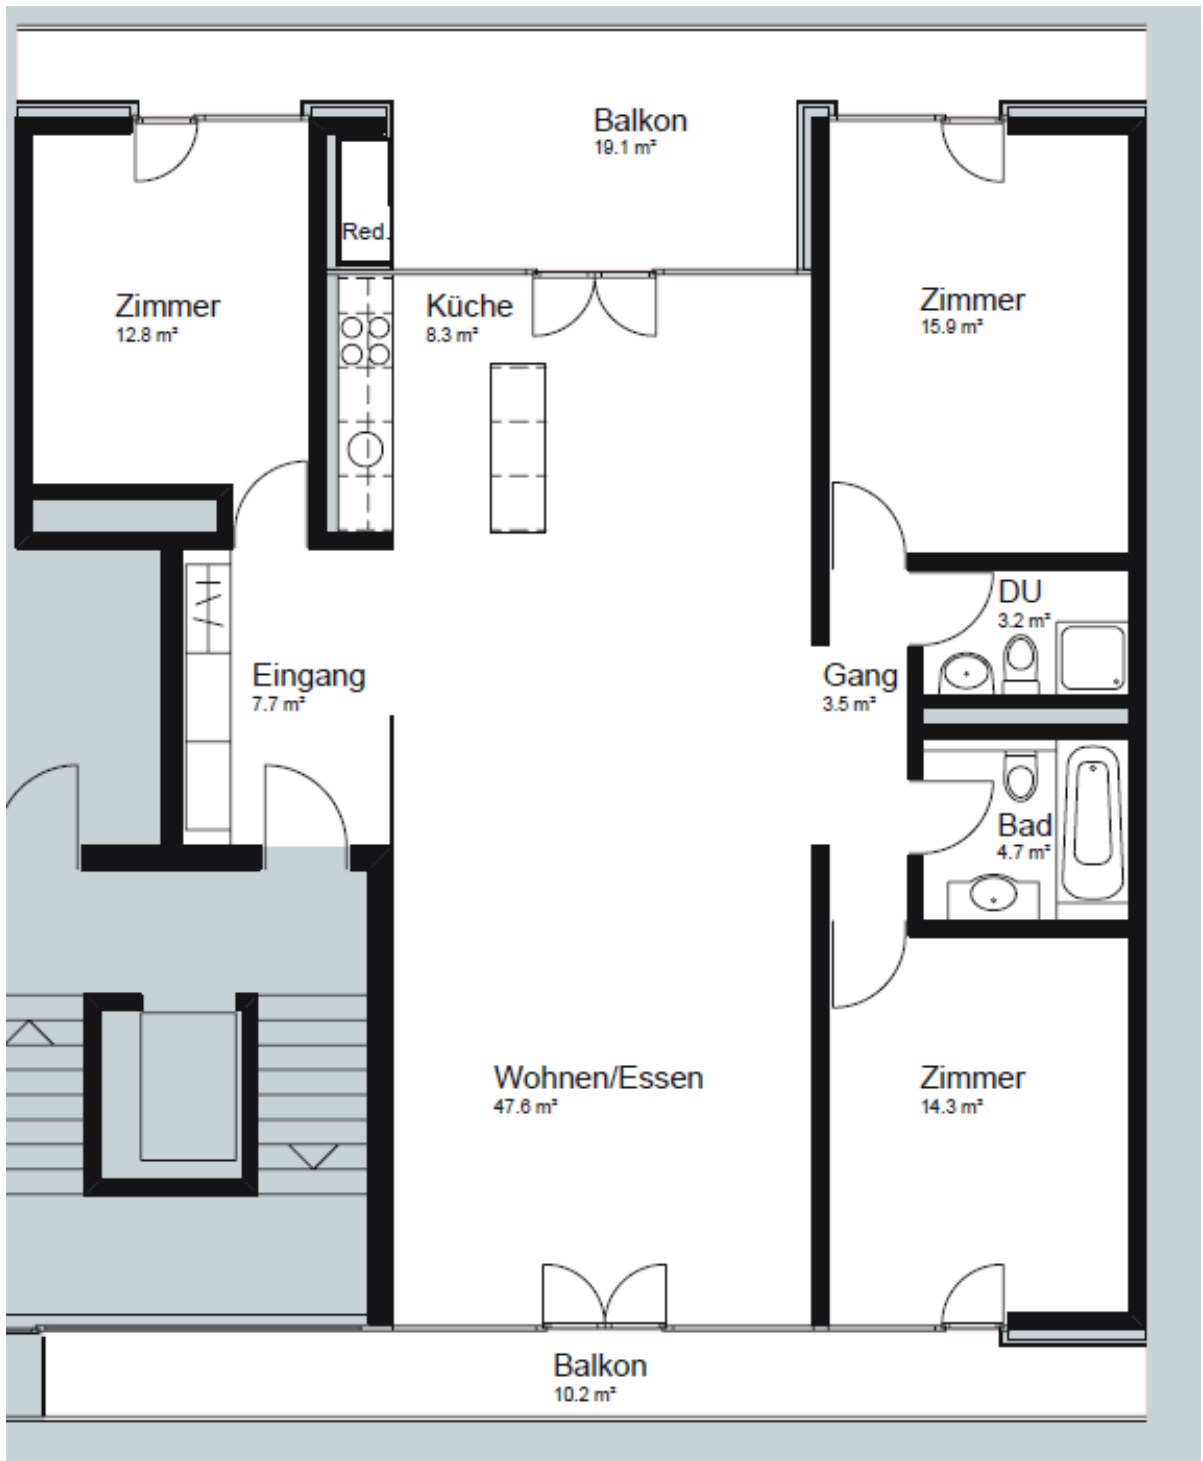 Balkon
19.1 m²
Red.
Zimmer
12.8 m²
Küche
8.3 m²
Zimmer
15.9 m²
DU
3.2 m²
Eingang
7.7 m²
Gang
3.5 m²
Bad
4.7 m²
Wohnen/Essen
47.6 m²
Zimmer
14.3 m²
Balkon
10.2 m²